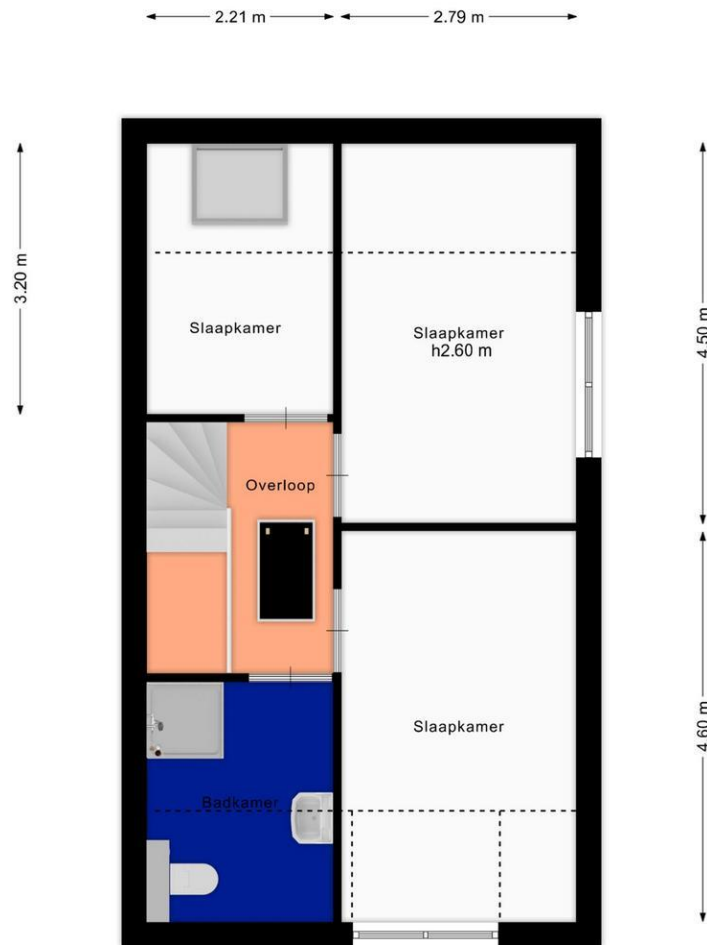 2.21 m
2.79 m
3.20 m
4.50 m
Slaapkamer
Slaapkamer
h2.60 m
Overloop
4.60 m
Slaapkamer
Badkamer